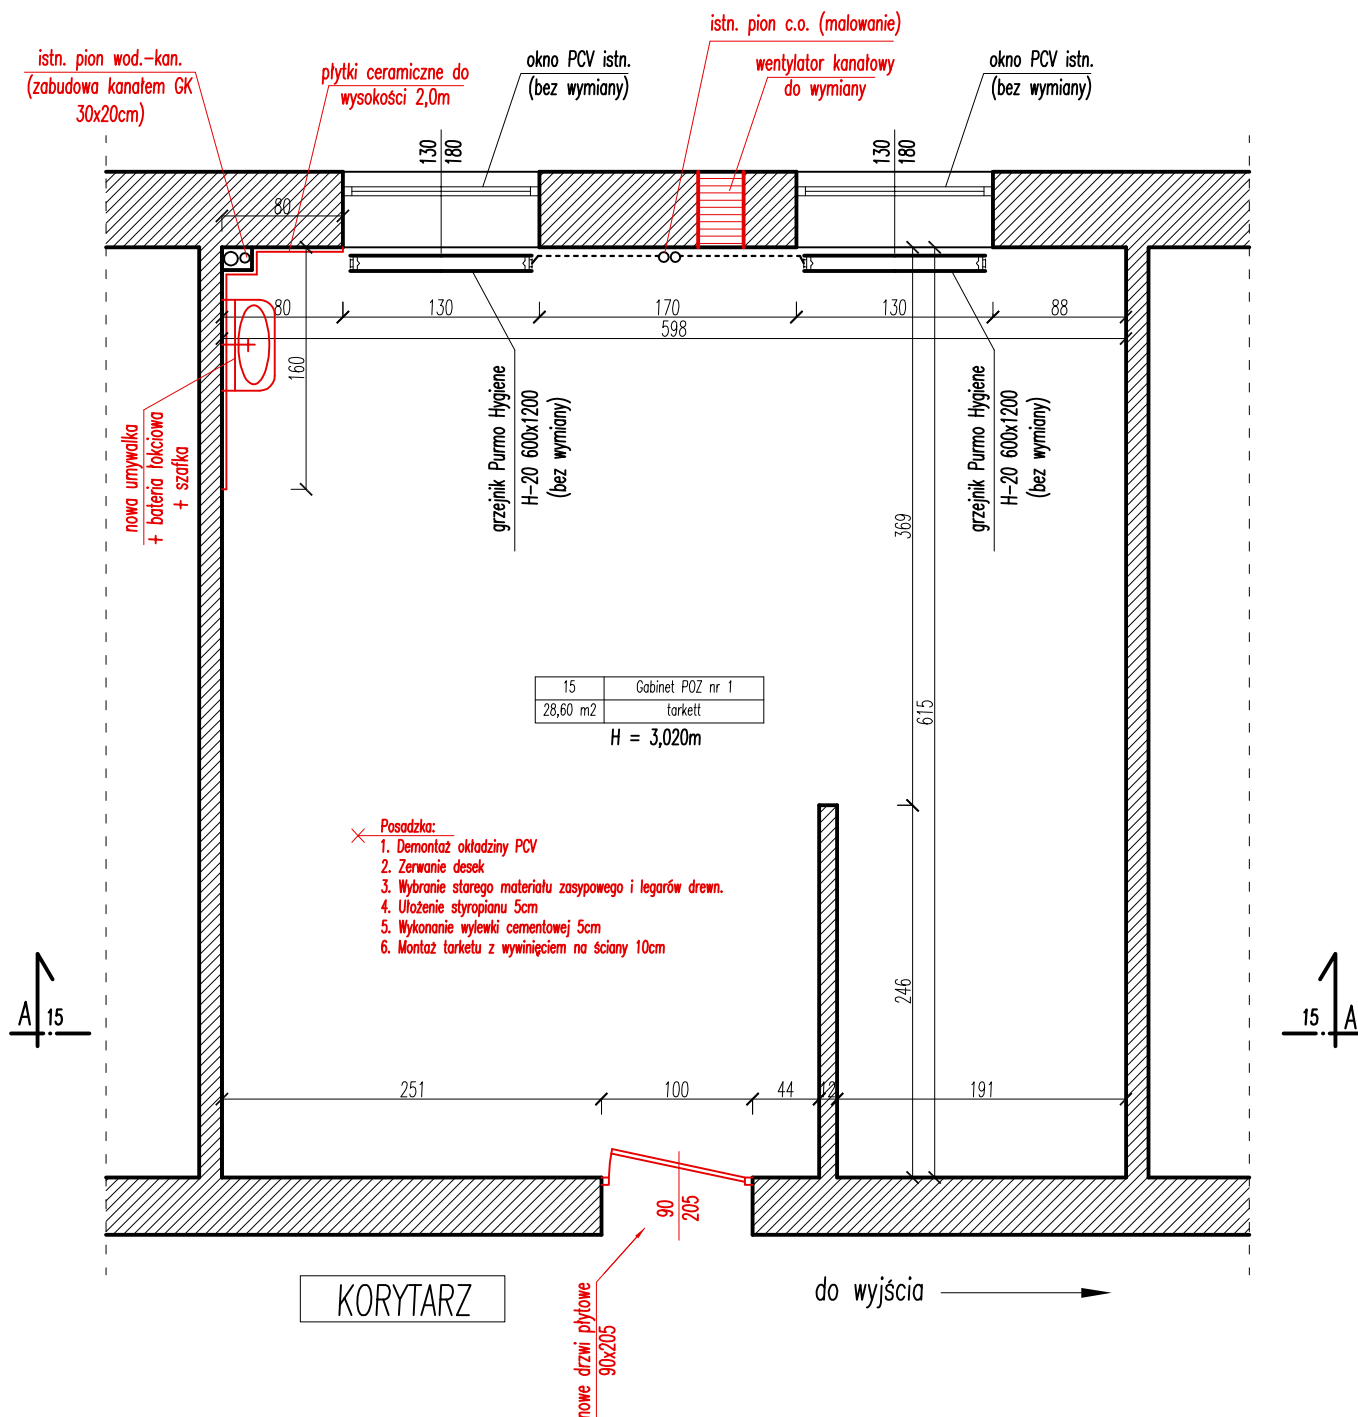 istn. pion c.o. (malowanie)
istn. pion wod.-kan.
(zabudowa kanałem GK
30x20cm)
płytki ceramiczne do
wysokości 2,0m
okno PCV istn.
(bez wymiany)
wentylator kanałowy
do wymiany
okno PCV istn.
(bez wymiany)
130
180
130
180
80
80
130
170
130
88
598
160
nowa umywalka
+ bateria łokciowa
+ szafka
grzejnik Purmo Hygiene
H-20 600x1200
(bez wymiany)
grzejnik Purmo Hygiene
H-20 600x1200
(bez wymiany)
369
615
15
Gabinet POZ nr 1
28,60 m2
tarkett
H = 3,020m
Posadzka:
1. Demontaż okładziny PCV
2. Zerwanie desek
3. Wybranie starego materiału zasypowego i legarów drewn.
4. Ułożenie styropianu 5cm
5. Wykonanie wylewki cementowej 5cm
6. Montaż tarketu z wywinięciem na ściany 10cm
246
A 15
15 A
251
100
44
12
191
90
205
KORYTARZ
do wyjścia
nowe drzwi płytowe
90x205